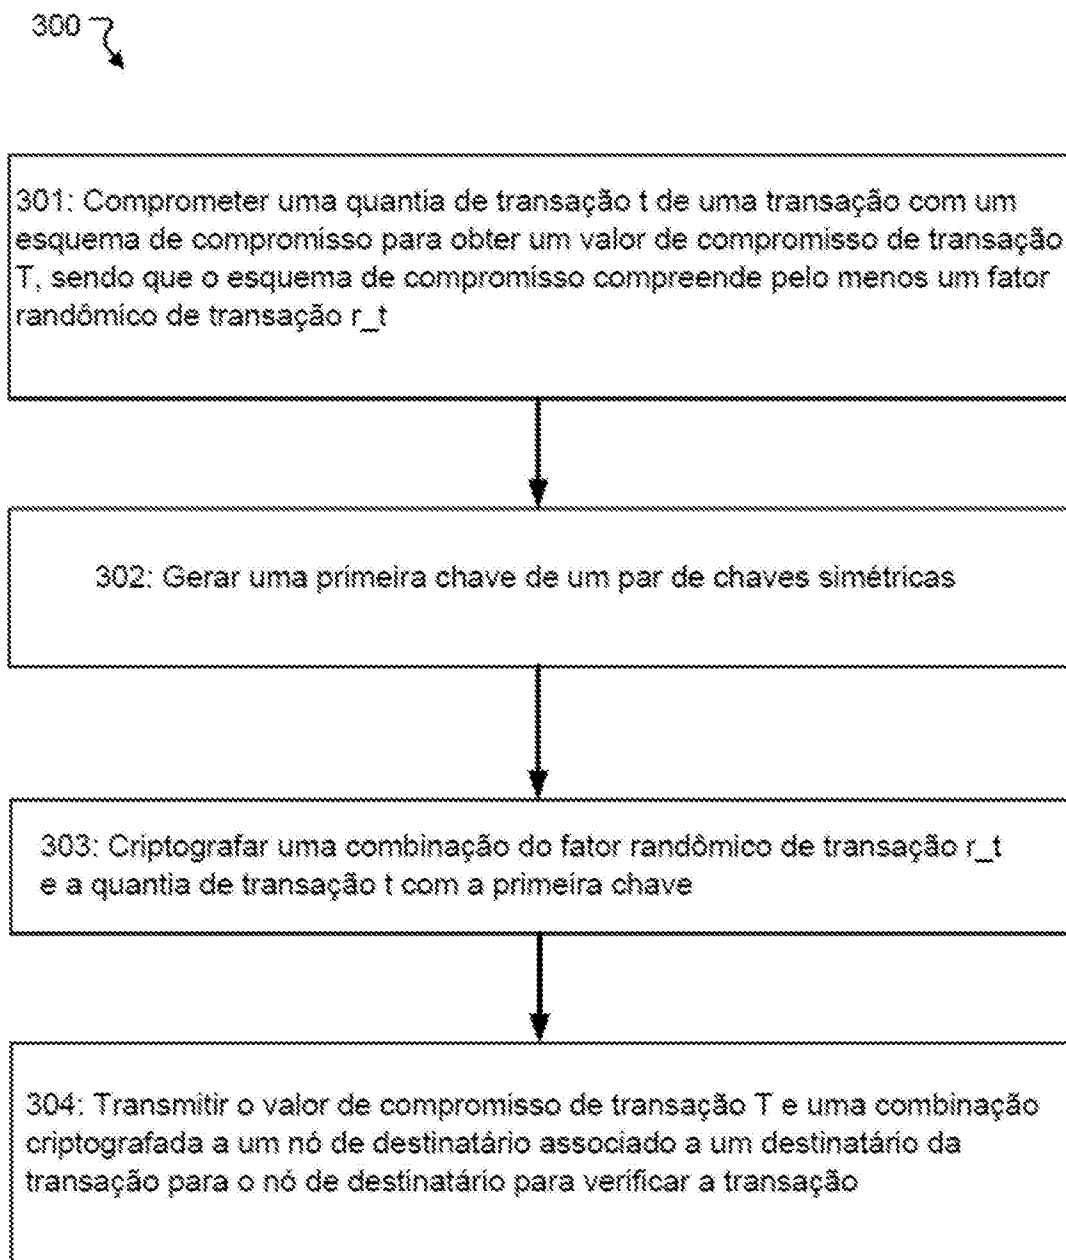 300
301: Comprometer uma quantia de transação t de uma transação com um
esquema de compromisso para obter um valor de compromisso de transação
T, sendo que o esquema de compromisso compreende pelo menos um fator
randômico de transação r_t
302: Gerar uma primeira chave de um par de chaves simétricas
303: Criptografar uma combinação do fator randômico de transação r_t
e a quantia de transação t com a primeira chave
304: Transmitir o valor de compromisso de transação T e uma combinação
criptografada a um nó de destinatário associado a um destinatário da
transação para o nó de destinatário para verificar a transação